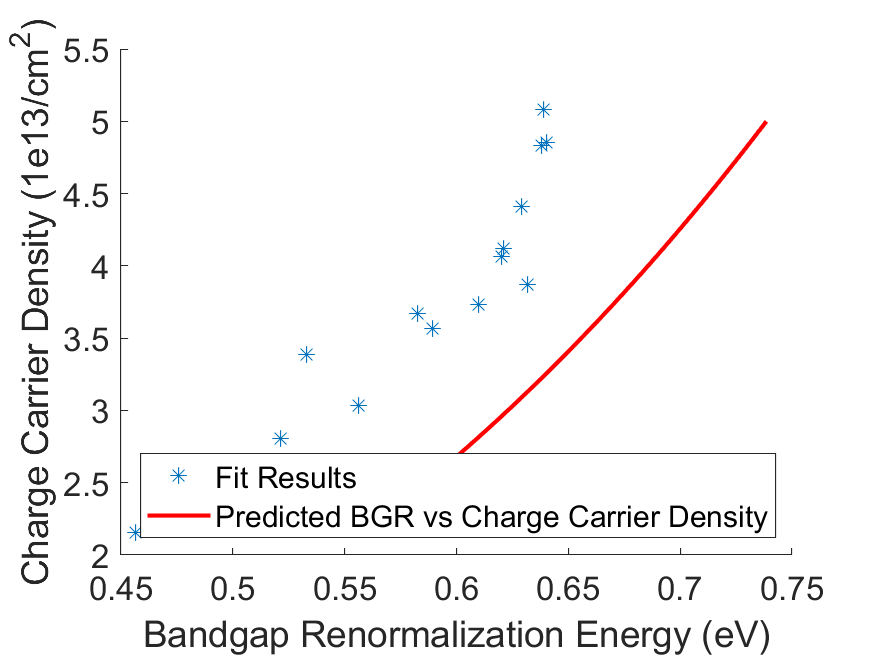 Charge Carrier Density (1e13/cm²)
5.5
5
4.5
4
3.5
3
2.5
2
Fit Results
Predicted BGR vs Charge Carrier Density
0.45 0.5 0.55 0.6 0.65 0.7 0.75
Bandgap Renormalization Energy (eV)